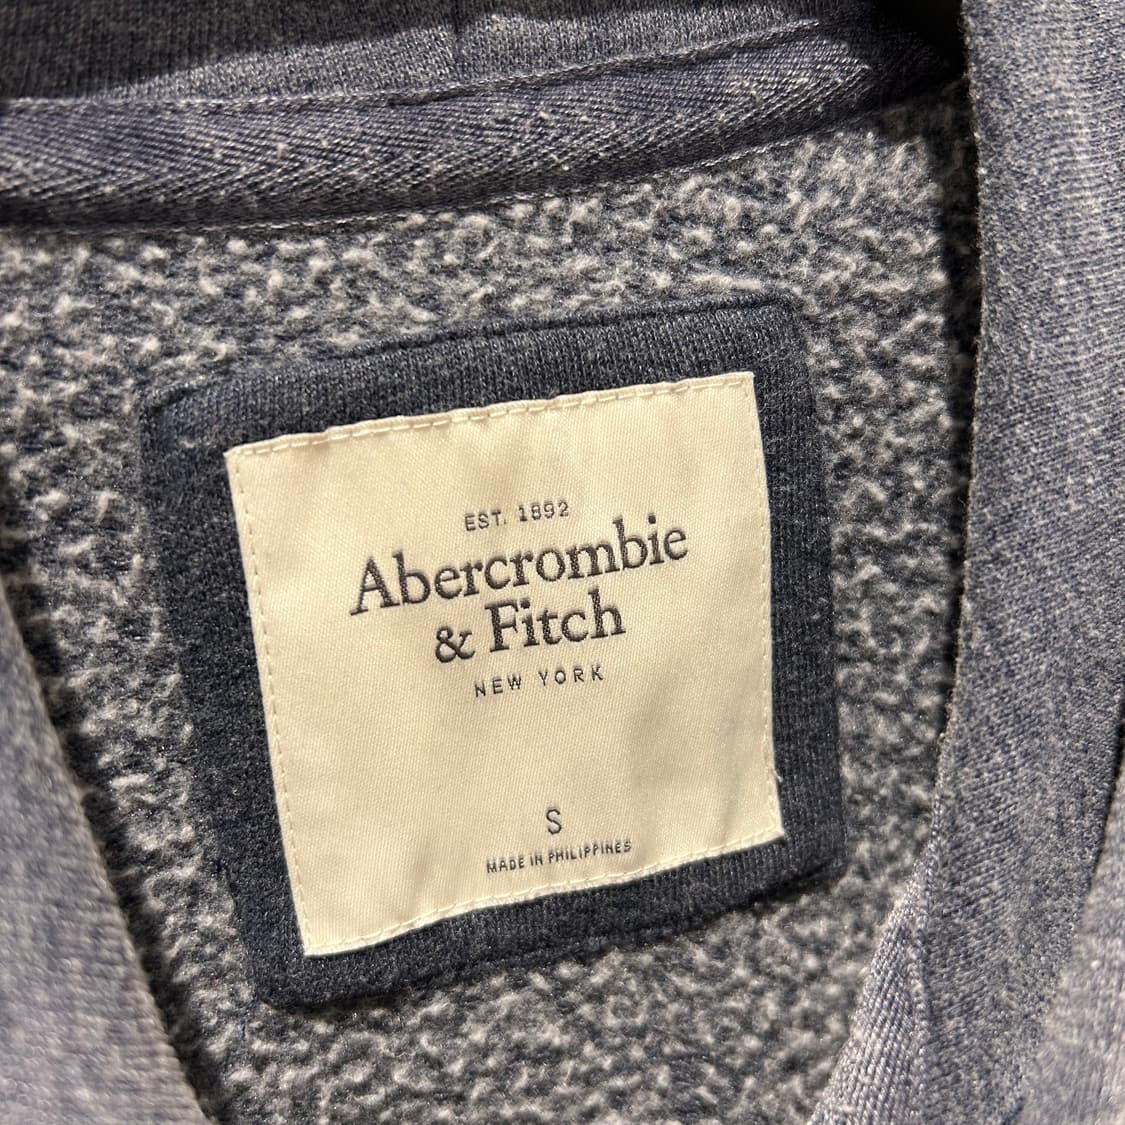 EST. 1892
Abercrombie
& Fitch
NEW YORK
S
MADE IN PHILIPPINES